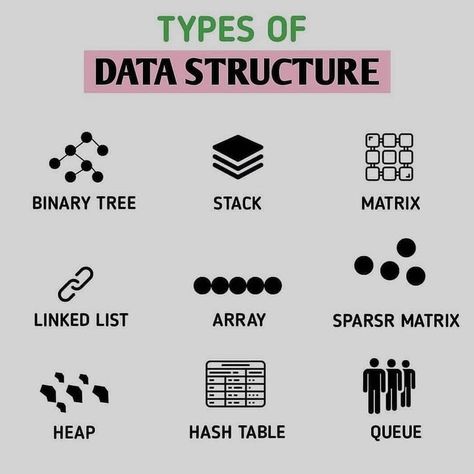 TYPES OF
DATA STRUCTURE
BINARY TREE
STACK
MATRIX
LINKED LIST
ARRAY
SPARSR MATRIX
HEAP
HASH TABLE
QUEUE